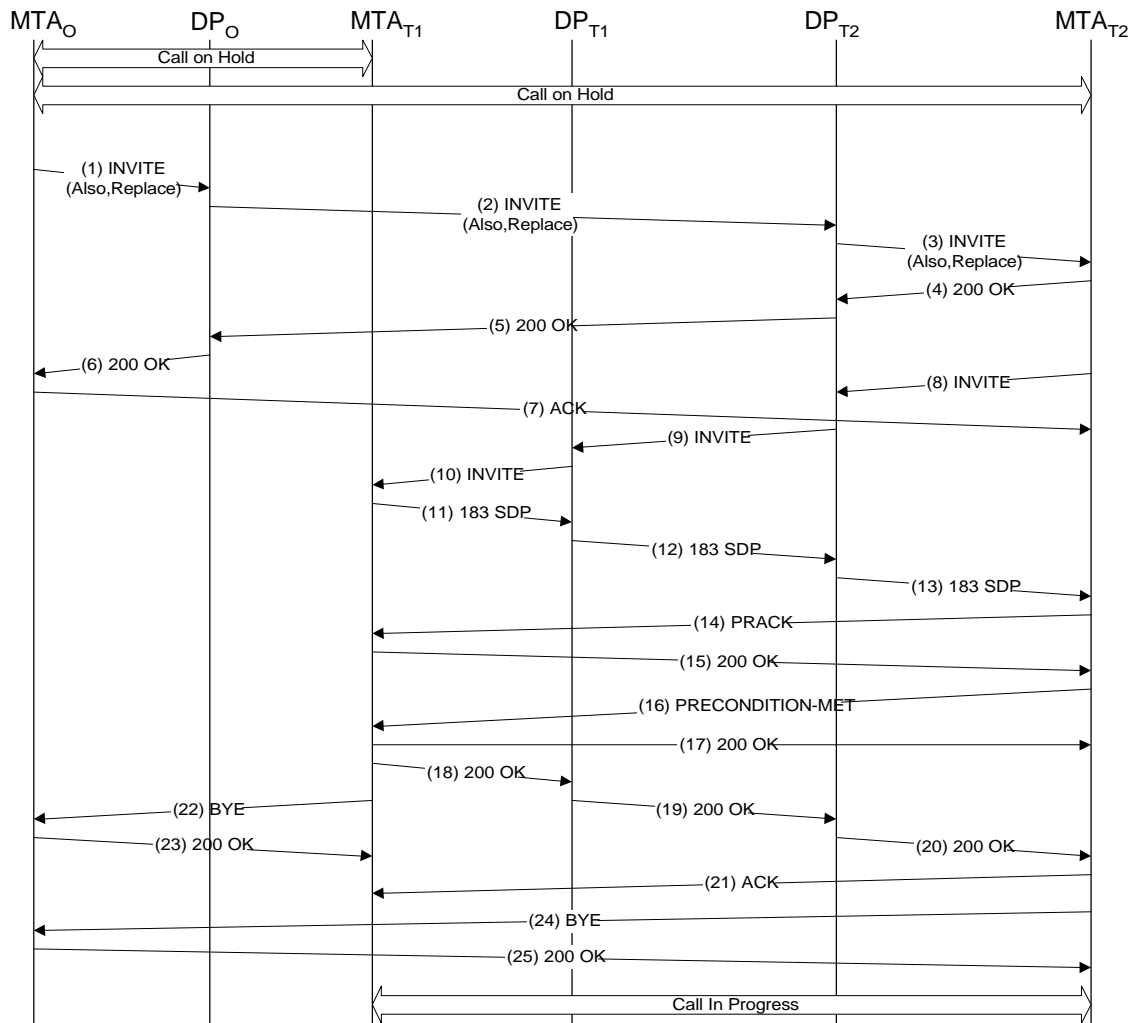 MTAO DPO MTAT1 DPT1 DPT2 MTAT2
Call on Hold
Call on Hold
(1) INVITE
(Also,Replace)
(2) INVITE
(Also,Replace)
(3) INVITE
(Also,Replace)
(4) 200 OK
(5) 200 OK
(6) 200 OK
(8) INVITE
(7) ACK
(9) INVITE
(10) INVITE
(11) 183 SDP
(12) 183 SDP
(13) 183 SDP
(14) PRACK
(15) 200 OK
(16) PRECONDITION-MET
(17) 200 OK
(18) 200 OK
(22) BYE
(19) 200 OK
(23) 200 OK
(20) 200 OK
(21) ACK
(24) BYE
(25) 200 OK
Call In Progress